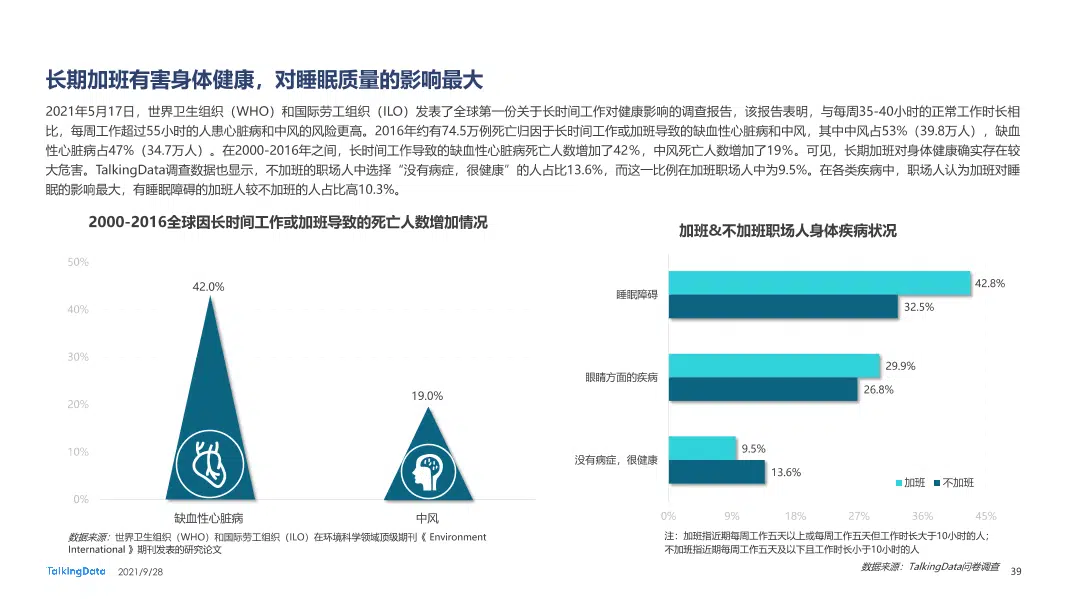 长期加班有害身体健康，对睡眠质量的影响最大
2021年5月17日，世界卫生组织（WHO）和国际劳工组织（ILO）发表了全球第一份关于长时间工作对健康影响的调查报告，该报告表明，与每周35-40小时的正常工作时长相
比，每周工作超过55小时的人患心脏病和中风的风险更高。2016年约有74.5万例死亡归因于长时间工作或加班导致的缺血性心脏病和中风，其中中风占53%（39.8万人），缺血
性心脏病占47%（34.7万人）。在2000-2016年之间，长时间工作导致的缺血性心脏病死亡人数增加了42%，中风死亡人数增加了19%。可见，长期加班对身体健康确实存在较
大危害。TalkingData调查数据也显示，不加班的职场人中选择“没有病症，很健康”的人占比13.6%，而这一比例在加班职场人中为9.5%。在各类疾病中，职场人认为加班对睡
眠的影响最大，有睡眠障碍的加班人较不加班的人占比高10.3%。
2000-2016全球因长时间工作或加班导致的死亡人数增加情况
50%
40%
30%
20%
10%
0%
42.0%
19.0%
缺血性心脏病
中风
数据来源：世界卫生组织（WHO）和国际劳工组织（ILO）在环境科学领域顶级期刊《 Environment
International 》期刊发表的研究论文
加班&不加班职场人身体疾病状况
睡眠障碍
42.8%
32.5%
眼睛方面的疾病
29.9%
26.8%
没有病症，很健康
9.5%
13.6%
加班 不加班
0% 9% 18% 27% 36% 45%
注：加班指近期每周工作五天以上或每周工作五天但工作时长大于10小时的人；
不加班指近期每周工作五天及以下且工作时长小于10小时的人
数据来源：TalkingData问卷调查
TalkingData 2021/9/28
39